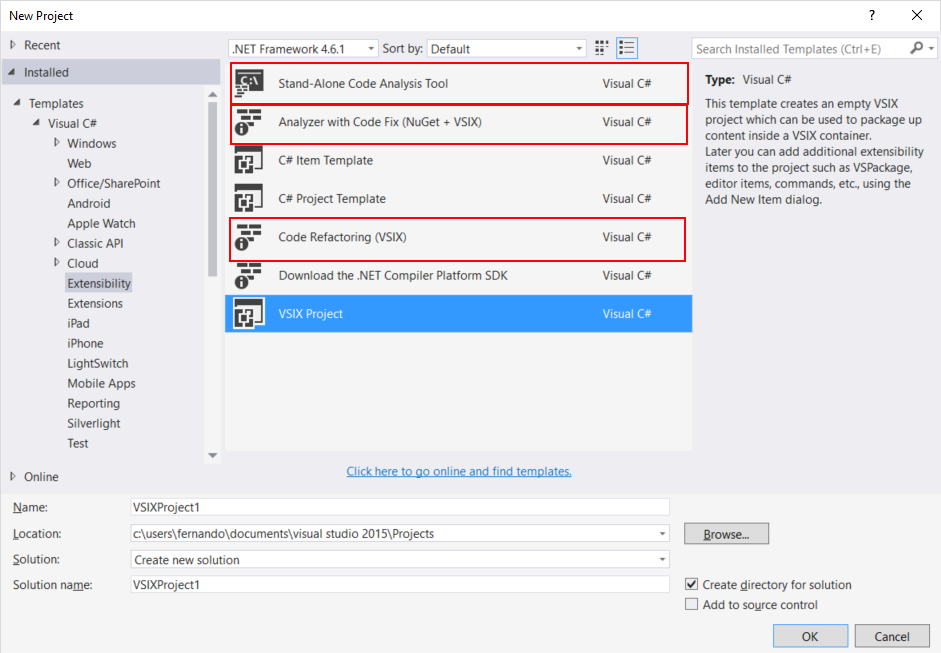 New Project
?
Recent
Installed
Templates
Visual C#
Windows
Web
Office/SharePoint
Android
Apple Watch
Classic API
Cloud
Extensibility
Extensions
iPad
iPhone
LightSwitch
Mobile Apps
Reporting
Silverlight
Test
Online
.NET Framework 4.6.1 Sort by: Default
C:\
Stand-Alone Code Analysis Tool Visual C#
Analyzer with Code Fix (NuGet + VSIX) Visual C#
C# Item Template Visual C#
C# Project Template Visual C#
Code Refactoring (VSIX) Visual C#
Download the .NET Compiler Platform SDK Visual C#
VSIX Project Visual C#
Click here to go online and find templates.
Search Installed Templates (Ctrl+E)
Type: Visual C#
This template creates an empty VSIX
project which can be used to package up
content inside a VSIX container.
Later you can add additional extensibility
items to the project such as VSPackage,
editor items, commands, etc., using the
Add New Item dialog.
Name: VSIXProject1
Location: c:\users\fernando\documents\visual studio 2015\Projects Browse...
Solution: Create new solution
Solution name: VSIXProject1
Create directory for solution
Add to source control
OK Cancel